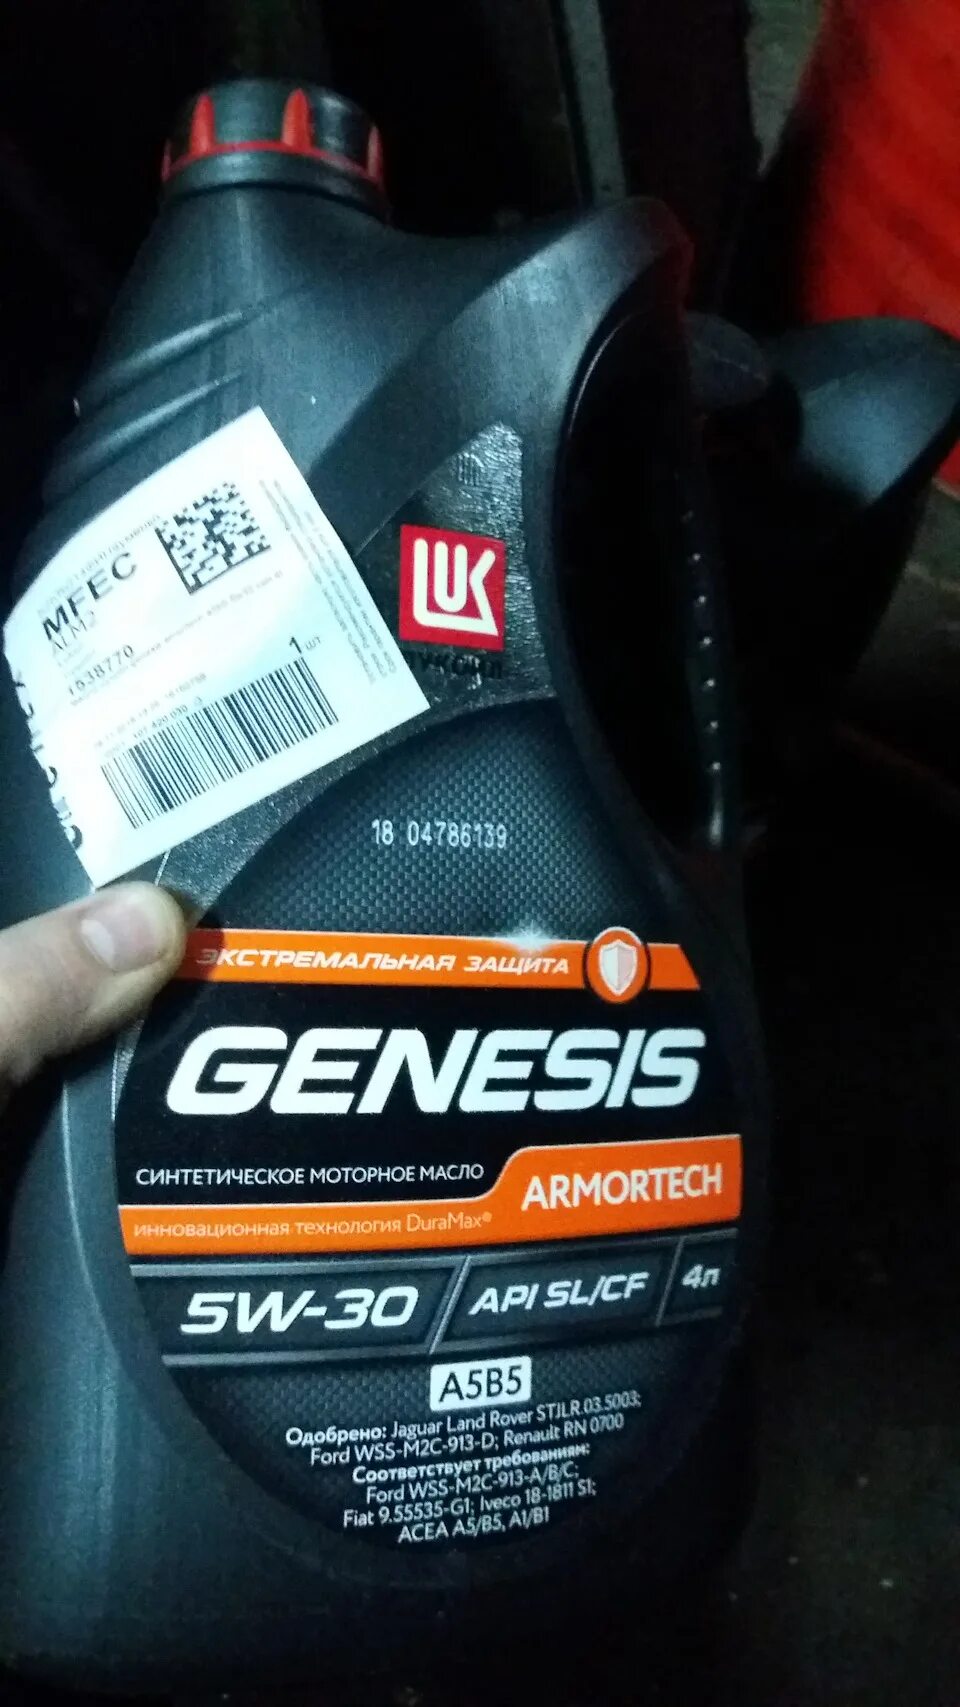 MFEC
1638770
1 шт
LUK
18 04786139
ЭКСТРЕМАЛЬНАЯ ЗАЩИТА
GENESIS
СИНТЕТИЧЕСКОЕ МОТОРНОЕ МАСЛО
ARMORTECH
ИННОВАЦИОННАЯ ТЕХНОЛОГИЯ DuraMax®
5W-30
API SL/CF
4л
A5B5
Одобрено: Jaguar Land Rover STJLR.03.5003;
Ford WSS-M2C-913-D; Renault RN 0700
Соответствует требованиям:
Ford WSS-M2C-913-A/B/C;
Fiat 9.55535-G1; Iveco 18-1811 S1;
ACEA A5/B5, A1/B1